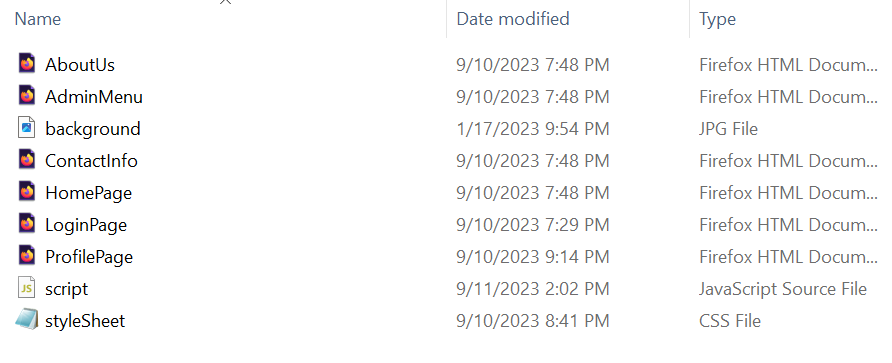 Name Date modified Type
AboutUs 9/10/2023 7:48 PM Firefox HTML Docum...
AdminMenu 9/10/2023 7:48 PM Firefox HTML Docum...
background 1/17/2023 9:54 PM JPG File
ContactInfo 9/10/2023 7:48 PM Firefox HTML Docum...
HomePage 9/10/2023 7:48 PM Firefox HTML Docum...
LoginPage 9/10/2023 7:29 PM Firefox HTML Docum...
ProfilePage 9/10/2023 9:14 PM Firefox HTML Docum...
JS script 9/11/2023 2:02 PM JavaScript Source File
styleSheet 9/10/2023 8:41 PM CSS File